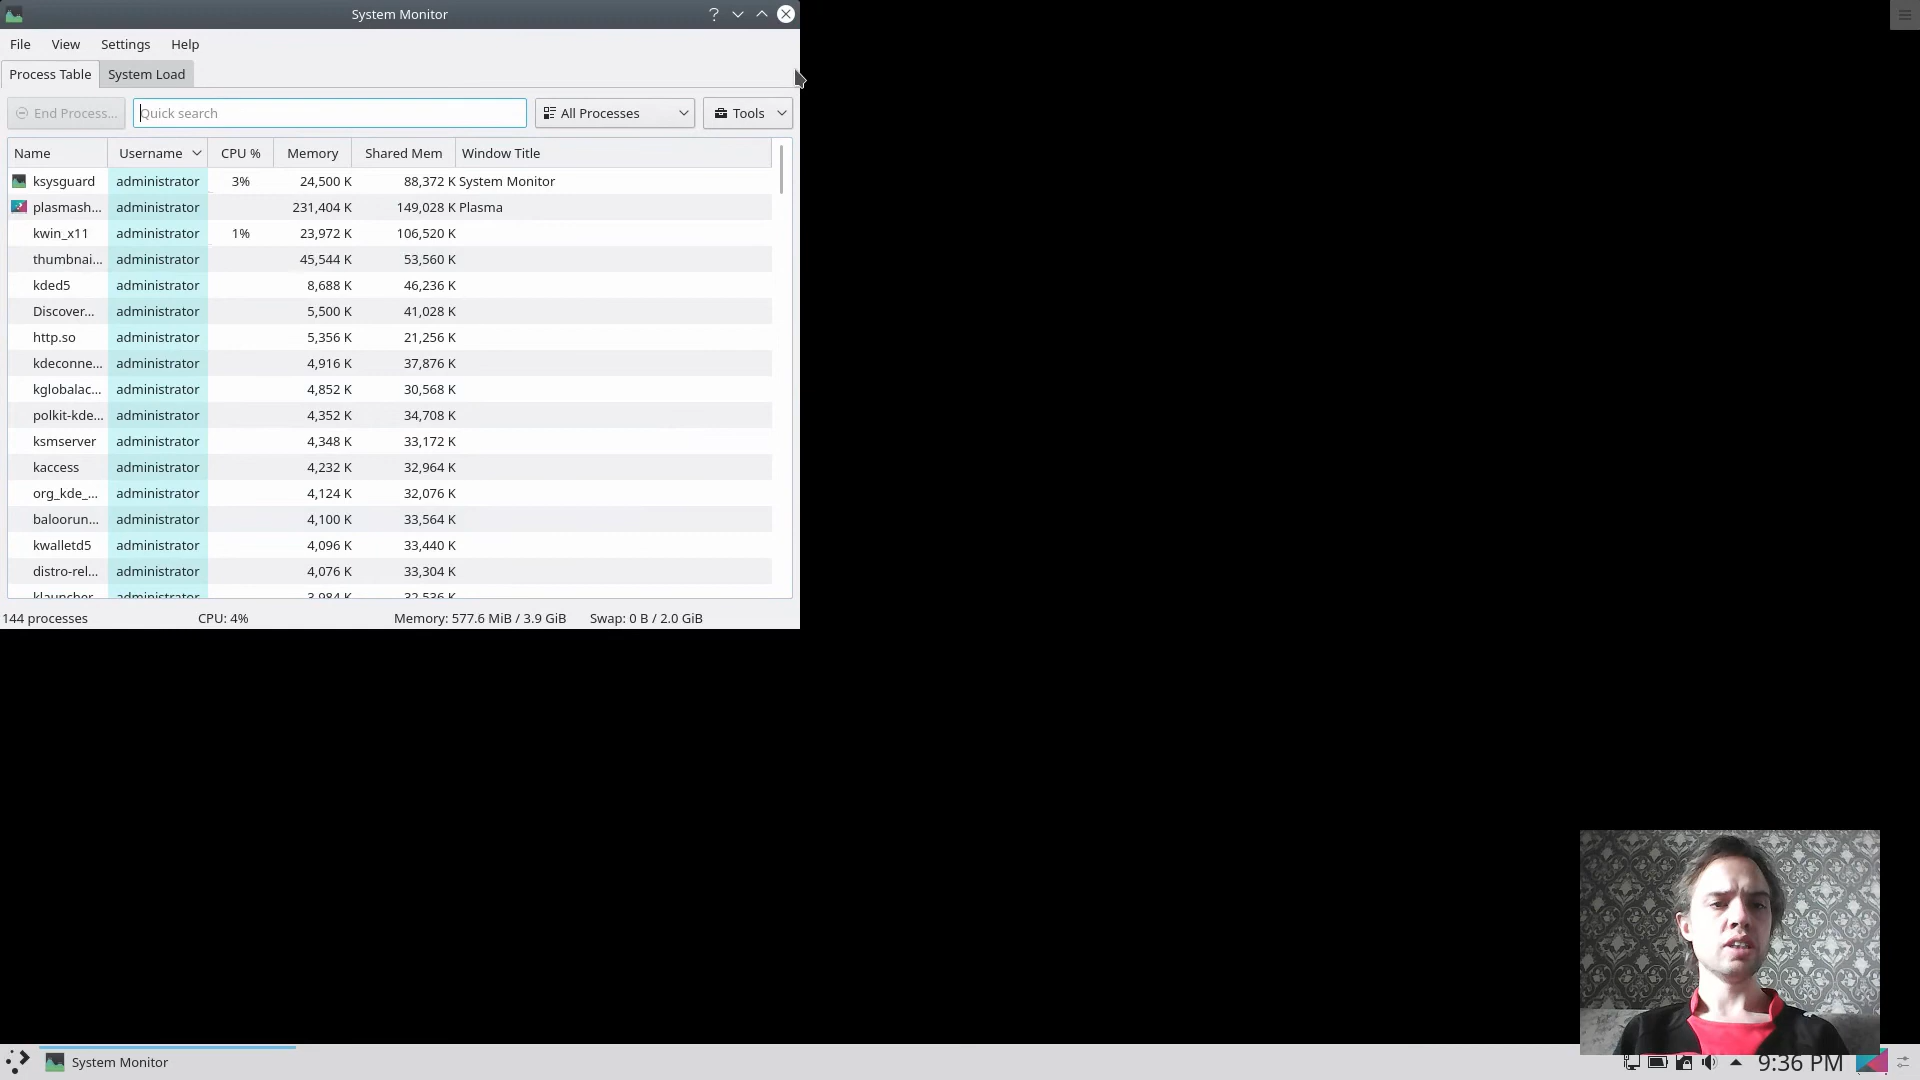 System Monitor
File View Settings Help
Process Table System Load
End Process... Quick search All Processes Tools
Name Username CPU % Memory Shared Mem Window Title
ksysguard administrator 3% 24,500 K 88,372 K System Monitor
plasmash... administrator 231,404 K 149,028 K Plasma
kwin_x11 administrator 1% 23,972 K 106,520 K
thumbnai... administrator 45,544 K 53,560 K
kded5 administrator 8,688 K 46,236 K
Discover... administrator 5,500 K 41,028 K
http.so administrator 5,356 K 21,256 K
kdeconne... administrator 4,916 K 37,876 K
kglobalac... administrator 4,852 K 30,568 K
polkit-kde... administrator 4,352 K 34,708 K
ksmserver administrator 4,348 K 33,172 K
kaccess administrator 4,232 K 32,964 K
org_kde_... administrator 4,124 K 32,076 K
baloorun... administrator 4,100 K 33,564 K
kwalletd5 administrator 4,096 K 33,440 K
distro-rel... administrator 4,076 K 33,304 K
klauncher administrator 3,984 K 32,536 K
144 processes CPU: 4% Memory: 577.6 MiB / 3.9 GiB Swap: 0 B / 2.0 GiB
System Monitor 9:36 PM